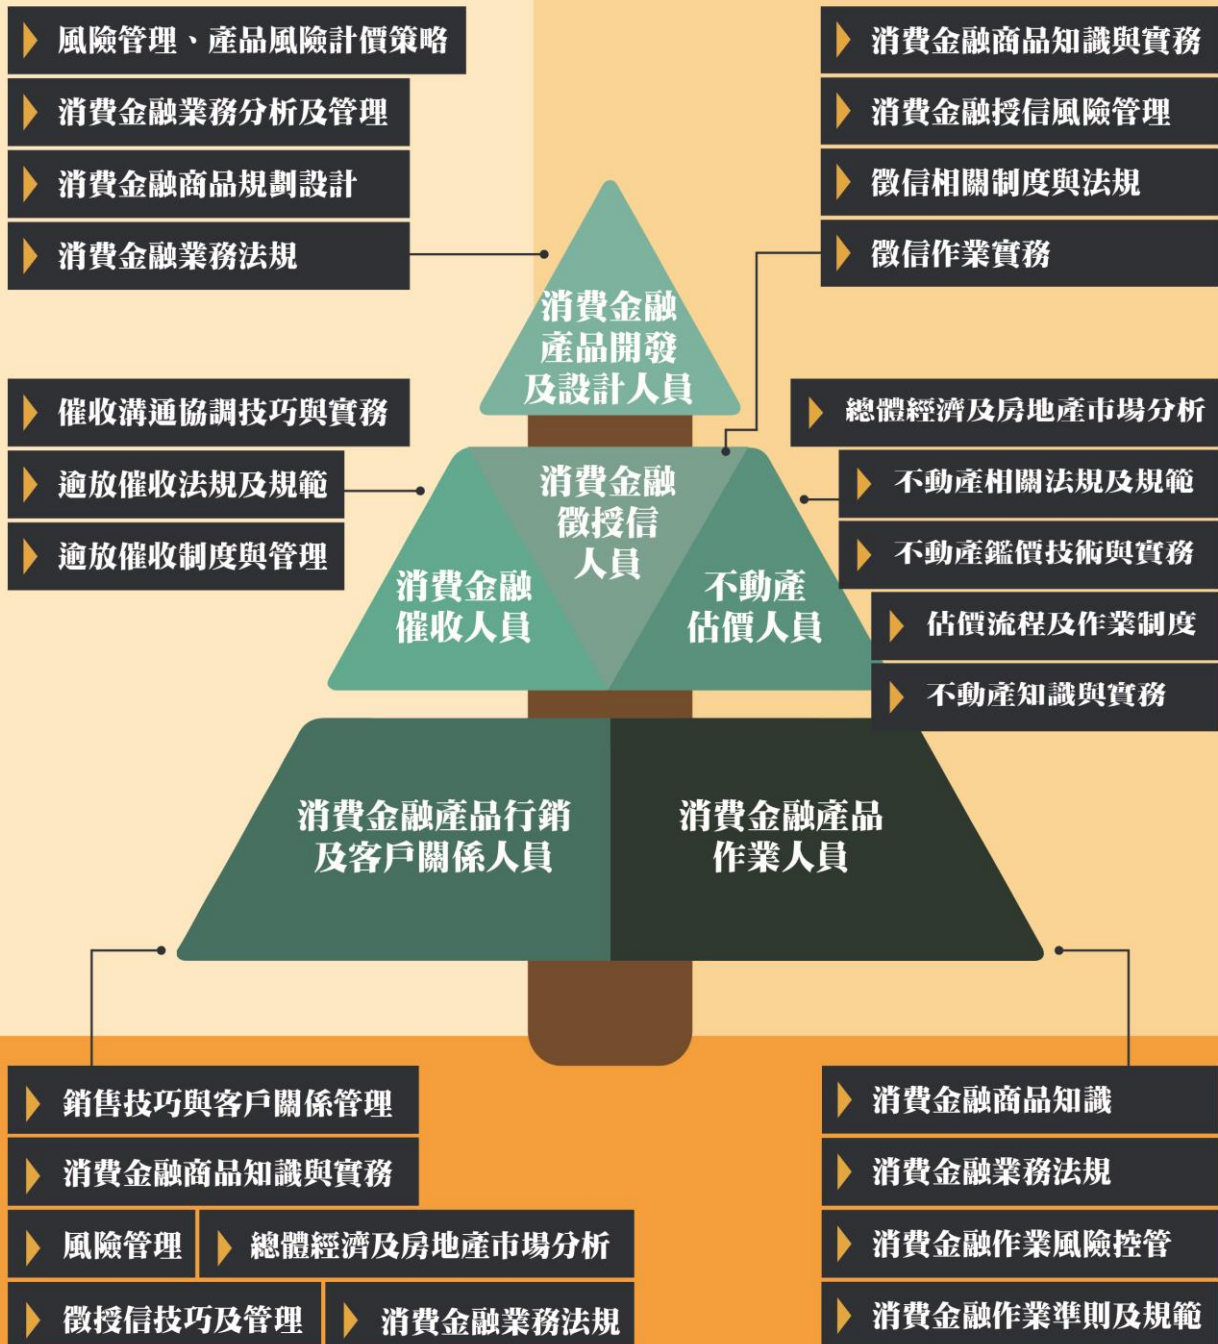 風險管理、產品風險計價策略
消費金融業務分析及管理
消費金融商品規劃設計
消費金融業務法規
消費金融商品知識與實務
消費金融授信風險管理
徵信相關制度與法規
徵信作業實務
消費金融
產品開發
及設計人員
催收溝通協調技巧與實務
逾放催收法規及規範
逾放催收制度與管理
消費金融
徵授信
人員
消費金融
催收人員
不動產
估價人員
總體經濟及房地產市場分析
不動產相關法規及規範
不動產鑑價技術與實務
估價流程及作業制度
不動產知識與實務
消費金融產品行銷
及客戶關係人員
消費金融產品
作業人員
銷售技巧與客戶關係管理
消費金融商品知識與實務
風險管理
總體經濟及房地產市場分析
徵授信技巧及管理
消費金融業務法規
消費金融商品知識
消費金融業務法規
消費金融作業風險控管
消費金融作業準則及規範